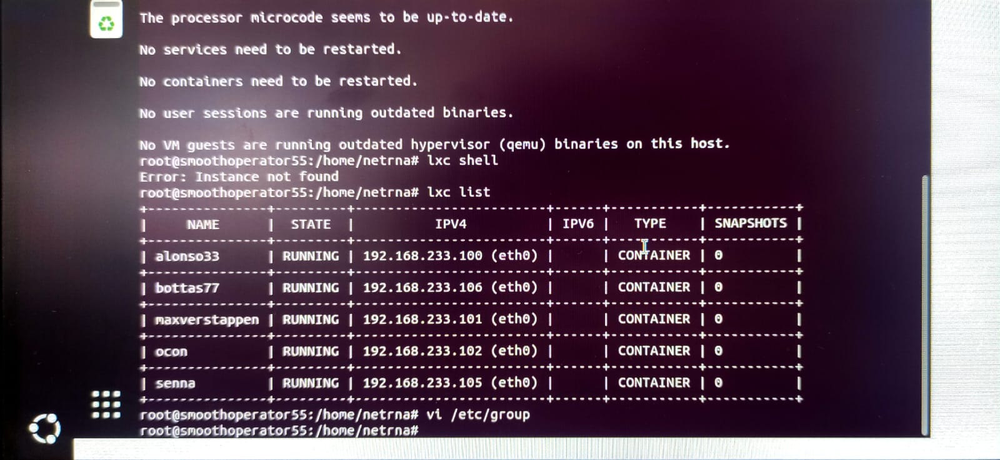 The processor microcode seems to be up-to-date.
No services need to be restarted.
No containers need to be restarted.
No user sessions are running outdated binaries.
No VM guests are running outdated hypervisor (qemu) binaries on this host.
root@smoothoperator55:/home/netrna# lxc shell
Error: Instance not found
root@smoothoperator55:/home/netrna# lxc list
+----------------+---------+------------------------+------+-----------+-----------+
|      NAME      |  STATE  |          IPV4          | IPV6 |   TYPE    | SNAPSHOTS |
+----------------+---------+------------------------+------+-----------+-----------+
| alonso33       | RUNNING | 192.168.233.100 (eth0) |      | CONTAINER | 0         |
+----------------+---------+------------------------+------+-----------+-----------+
| bottas77       | RUNNING | 192.168.233.106 (eth0) |      | CONTAINER | 0         |
+----------------+---------+------------------------+------+-----------+-----------+
| maxverstappen  | RUNNING | 192.168.233.101 (eth0) |      | CONTAINER | 0         |
+----------------+---------+------------------------+------+-----------+-----------+
| ocon           | RUNNING | 192.168.233.102 (eth0) |      | CONTAINER | 0         |
+----------------+---------+------------------------+------+-----------+-----------+
| senna          | RUNNING | 192.168.233.105 (eth0) |      | CONTAINER | 0         |
+----------------+---------+------------------------+------+-----------+-----------+
root@smoothoperator55:/home/netrna# vi /etc/group
root@smoothoperator55:/home/netrna#